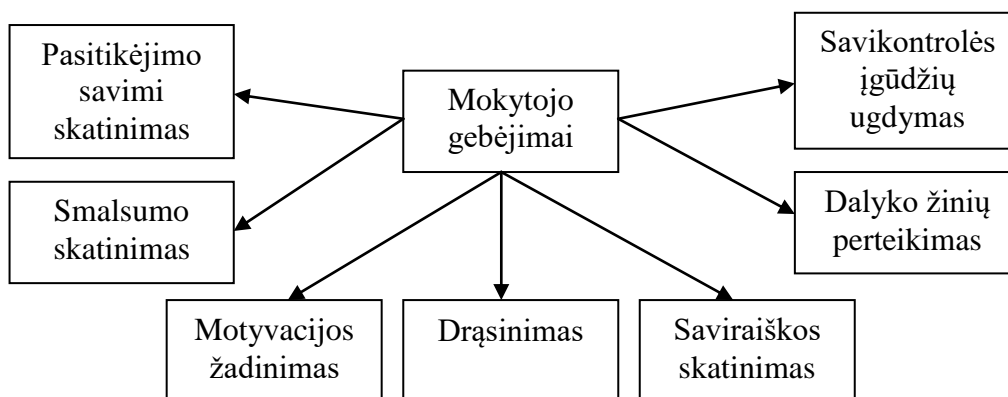 Pasitikėjimo
savimi
skatinimas
Mokytojo
gebėjimai
Savikontrolės
įgūdžių
ugdymas
Smalsumo
skatinimas
Dalyko žinių
perteikimas
Motyvacijos
žadinimas
Drąsinimas
Saviraiškos
skatinimas